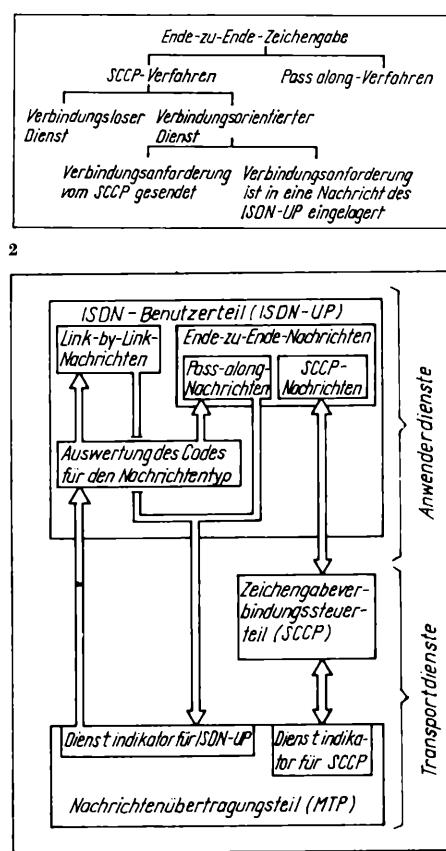 Ende-zu-Ende-Zeichengabe
SCCP-Verfahren
Pass along-Verfahren
Verbindungsloser
Dienst
Verbindungsorientierter
Dienst
Verbindungsanforderung
vom SCCP gesendet
Verbindungsanforderung
ist in eine Nachricht des
ISDN-UP eingelagert
2
ISDN-Benutzerteil (ISDN-UP)
Link-by-Link-
Nachrichten
Ende-zu-Ende-Nachrichten
Pass-along-
Nachrichten
SCCP-
Nachrichten
Auswertung des Codes
für den Nachrichtentyp
Anwenderdienste
Zeichengabever-
bindungssteuer-
teil (SCCP)
Transportdienste
Dienstindikator für ISDN-UP
Dienstindika-
tor für SCCP
Nachrichtenübertragungsteil (MTP)